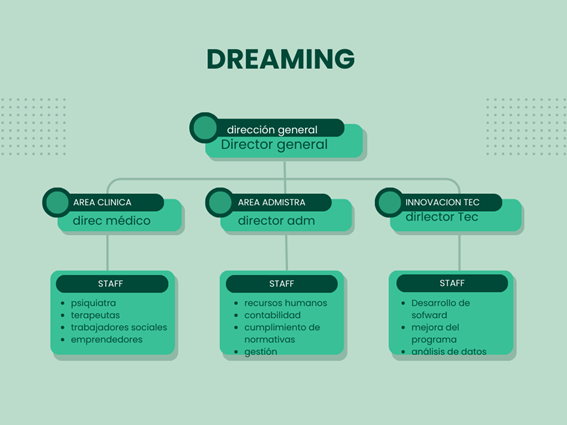 DREAMING
dirección general
Director general
AREA CLINICA
direc médico
AREA ADMISTRA
director adm
INNOVACION TEC
dirlector Tec
STAFF
• psiquiatra
• terapeutas
• trabajadores sociales
• emprendedores
STAFF
• recursos humanos
• contabilidad
• cumplimiento de
normativas
• gestión
STAFF
• Desarrollo de
sofward
• mejora del
programa
• análisis de datos